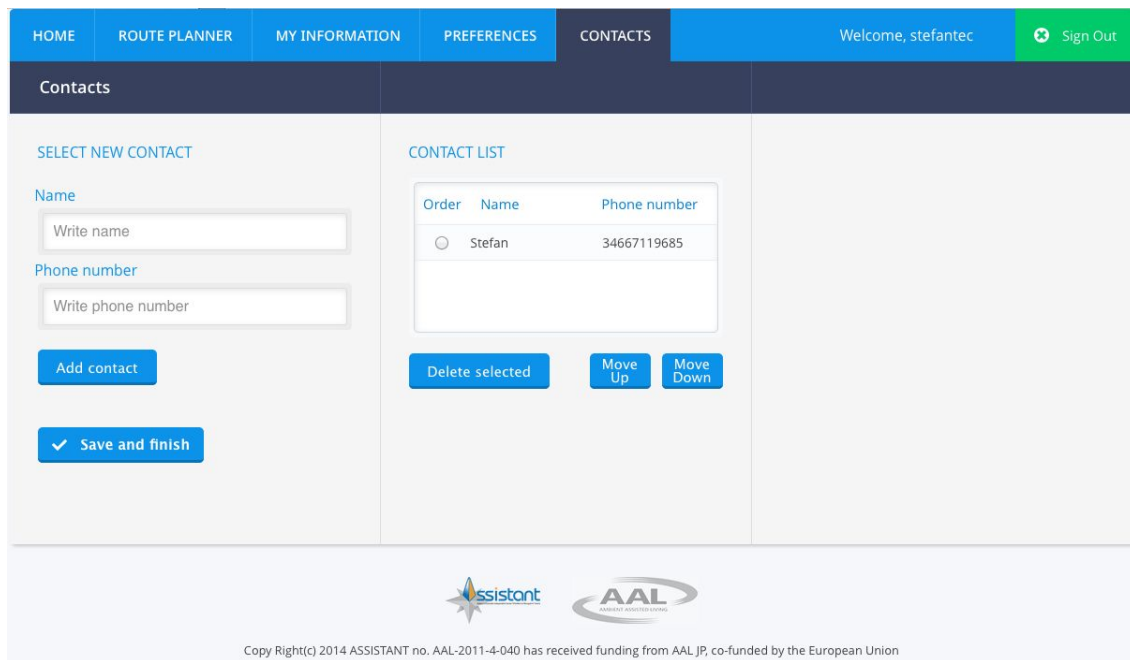 HOME ROUTE PLANNER MY INFORMATION PREFERENCES CONTACTS Welcome, stefantec Sign Out
Contacts
SELECT NEW CONTACT
Name
Write name
Phone number
Write phone number
Add contact
Save and finish
CONTACT LIST
Order Name Phone number
Stefan 34667119685
Delete selected
Move Up
Move Down
ssistant
AAL
AMBIENT ASSISTED LIVING
Copy Right(c) 2014 ASSISTANT no. AAL-2011-4-040 has received funding from AAL JP, co-funded by the European Union